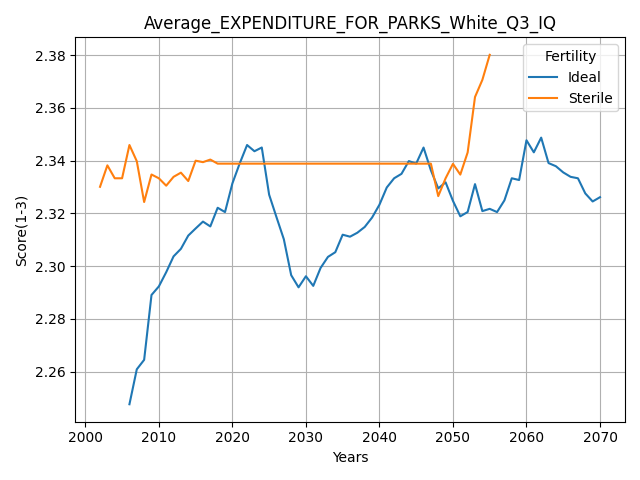 Average_EXPENDITURE_FOR_PARKS_White_Q3_IQ
Fertility
Ideal
Sterile
Score(1-3)
2.38
2.36
2.34
2.32
2.30
2.28
2.26
2000 2010 2020 2030 2040 2050 2060 2070
Years